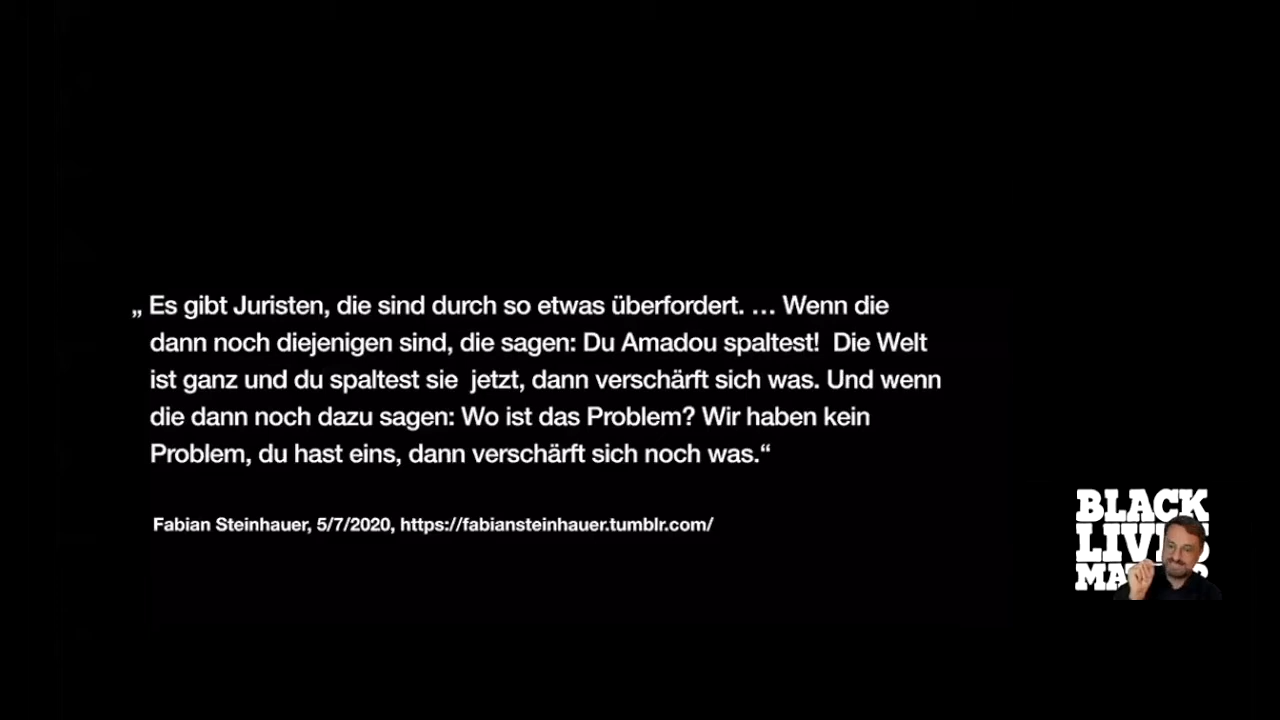 „ Es gibt Juristen, die sind durch so etwas überfordert. … Wenn die
dann noch diejenigen sind, die sagen: Du Amadou spaltest!  Die Welt
ist ganz und du spaltest sie  jetzt, dann verschärft sich was. Und wenn
die dann noch dazu sagen: Wo ist das Problem? Wir haben kein
Problem, du hast eins, dann verschärft sich noch was.“
Fabian Steinhauer, 5/7/2020, https://fabiansteinhauer.tumblr.com/
BLACK